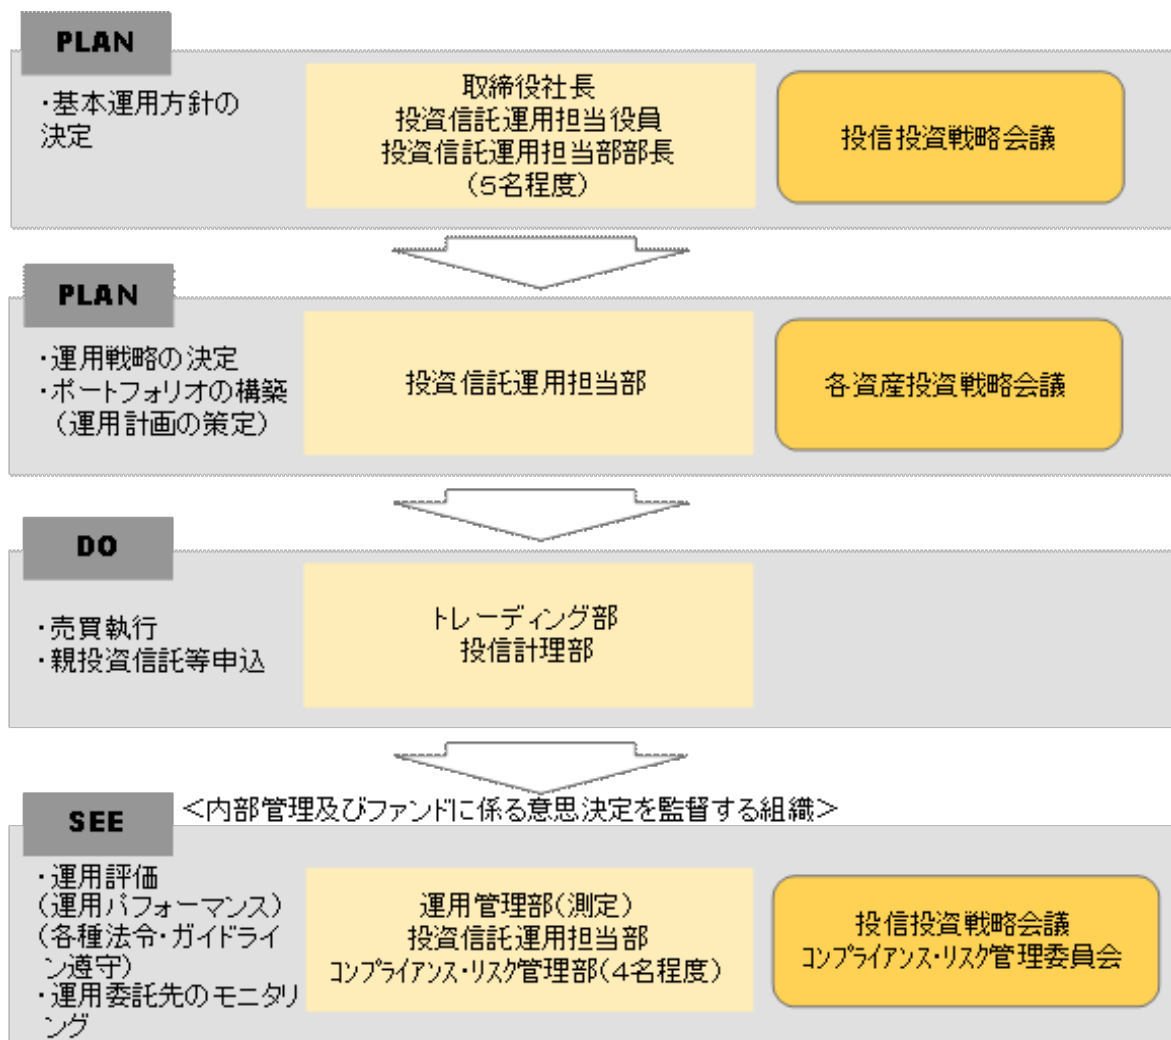 PLAN
・基本運用方針の
決定
取締役社長
投資信託運用担当役員
投資信託運用担当部部長
(5名程度)
投信投資戦略会議
PLAN
・運用戦略の決定
・ポートフォリオの構築
(運用計画の策定)
投資信託運用担当部
各資産投資戦略会議
DO
・売買執行
・親投資信託等申込
トレーディング部
投信計理部
SEE
<内部管理及びファンドに係る意思決定を監督する組織>
・運用評価
(運用パフォーマンス)
(各種法令・ガイドライ
ン遵守)
・運用委託先のモニタリ
ング
運用管理部(測定)
投資信託運用担当部
コンプライアンス・リスク管理部(4名程度)
投信投資戦略会議
コンプライアンス・リスク管理委員会